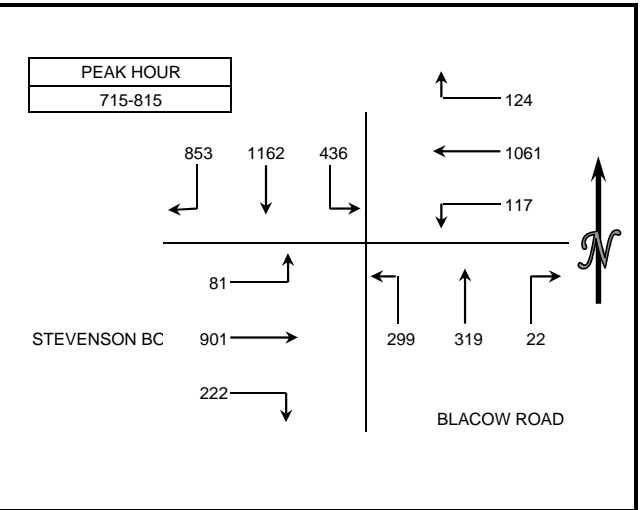 PEAK HOUR
715-815
124
853 1162 436
1061
117
81
STEVENSON BC 901
299 319 22
222
BLACOW ROAD
N